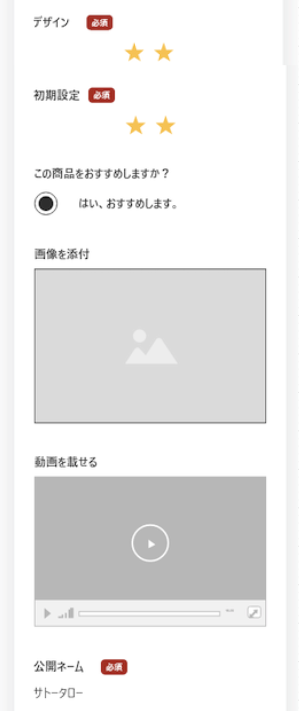 デザイン 必須
初期設定 必須
この商品をおすすめしますか？
はい、おすすめします。
画像を添付
動画を載せる
公開ネーム 必須
サトータロー